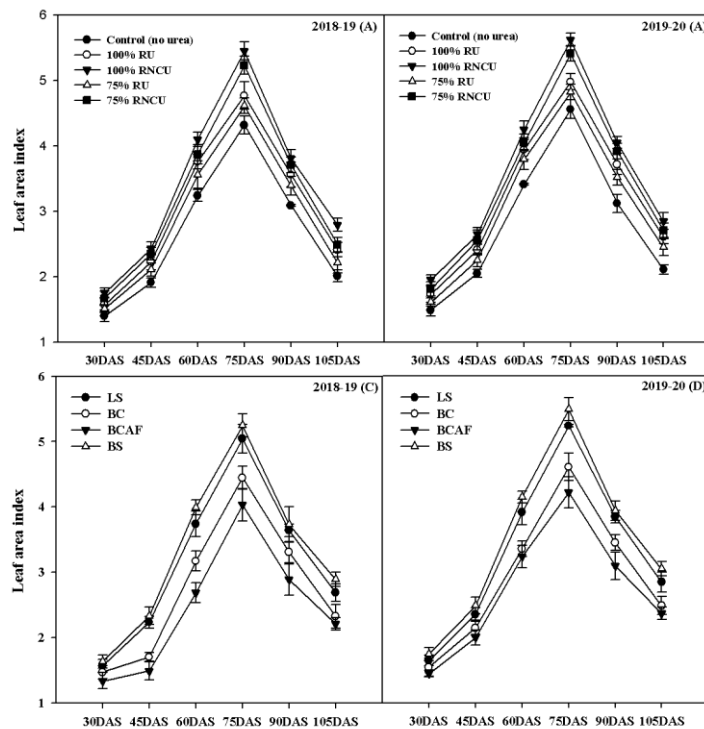 2018-19 (A)
Control (no urea)
100% RU
100% RNCU
75% RU
75% RNCU
Leaf area index
6
5
4
3
2
1
30DAS 45DAS 60DAS 75DAS 90DAS 105DAS
2019-20 (A)
Control (no urea)
100% RU
100% RNCU
75% RU
75% RNCU
30DAS 45DAS 60DAS 75DAS 90DAS 105DAS
2018-19 (C)
LS
BC
BCAF
BS
Leaf area index
6
5
4
3
2
1
30DAS 45DAS 60DAS 75DAS 90DAS 105DAS
2019-20 (D)
LS
BC
BCAF
BS
30DAS 45DAS 60DAS 75DAS 90DAS 105DAS